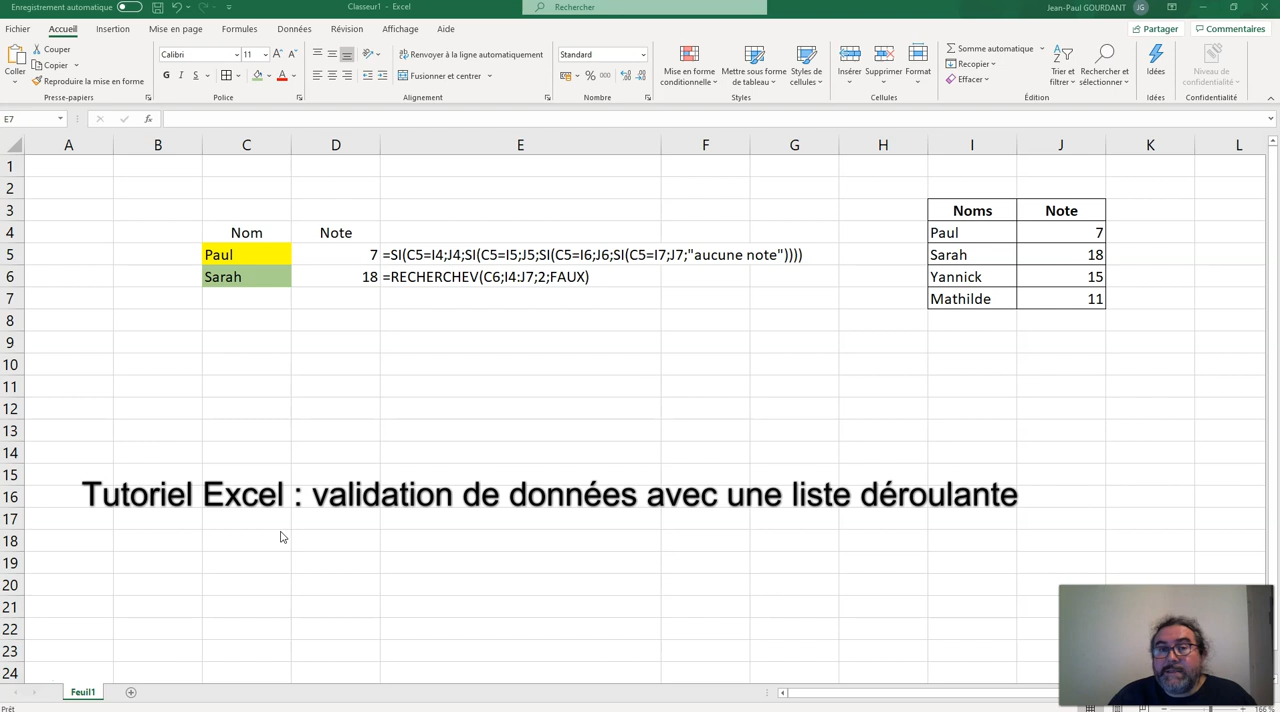 Enregistrement automatique
Classeur1 - Excel
Rechercher
Jean-Paul GOURDANT JG
Fichier Accueil Insertion Mise en page Formules Données Révision Affichage Aide
Partager Commentaires
Coller
Couper
Copier
Reproduire la mise en forme
Presse-papiers
Calibri 11
G I S
Police
Renvoyer à la ligne automatiquement
Fusionner et centrer
Alignement
Standard
% 000
Nombre
Mise en forme conditionnelle
Mettre sous forme de tableau
Styles de cellules
Styles
Insérer Supprimer Format
Cellules
Somme automatique
Recopier
Effacer
Trier et filtrer
Rechercher et sélectionner
Édition
Idées
Idées
Niveau de confidentialité
Confidentialité
E7 fx
A B C D E F G H I J K L
1
2
3 Noms Note
4 Nom Note Paul 7
5 Paul 7 =SI(C5=I4;J4;SI(C5=I5;J5;SI(C5=I6;J6;SI(C5=I7;J7;"aucune note")))) Sarah 18
6 Sarah 18 =RECHERCHEV(C6;I4:J7;2;FAUX) Yannick 15
7 Mathilde 11
8
9
10
11
12
13
14
15
16
Tutoriel Excel : validation de données avec une liste déroulante
17
18
19
20
21
22
23
24
Feuil1
Prêt
166 %